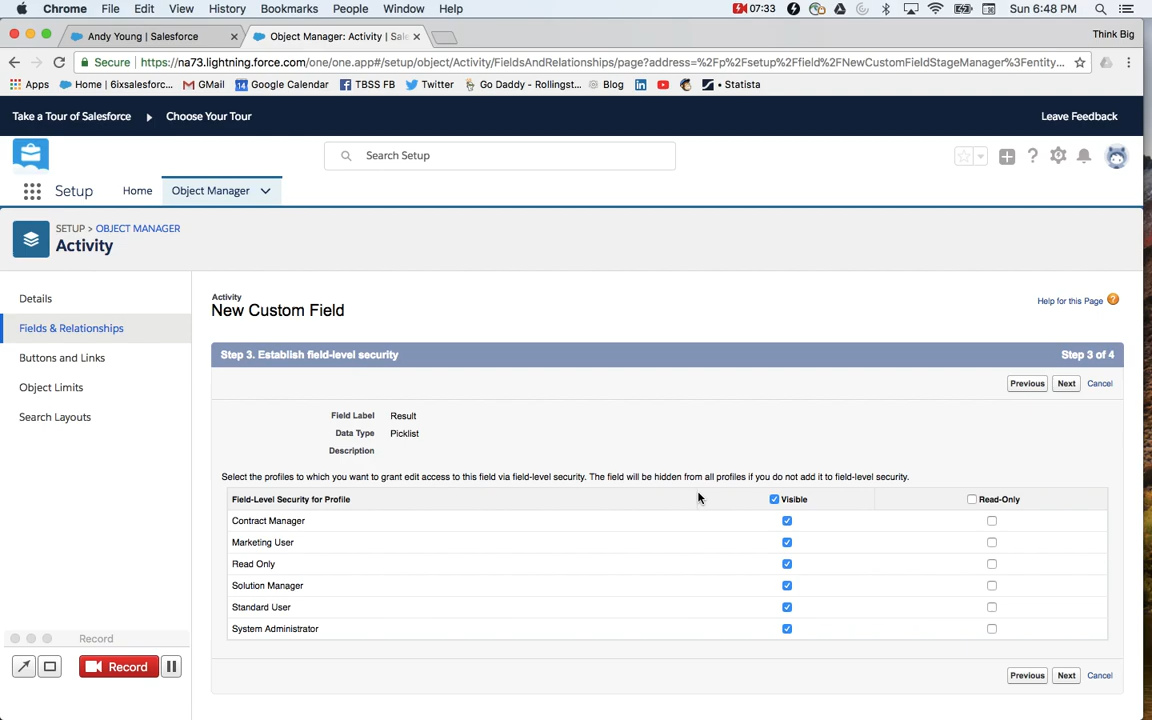 Chrome File Edit View History Bookmarks People Window Help 07:33 Sun 6:48 PM
Andy Young | Salesforce Object Manager: Activity | Sal Think Big
Secure https://na73.lightning.force.com/one/one.app#/setup/object/Activity/FieldsAndRelationships/page?address=%2Fp%2Fsetup%2Ffield%2FNewCustomFieldStageManager%3Fentity...
Apps Home | 6ixsalesforc... GMail Google Calendar TBSS FB Twitter Go Daddy - Rollingst... Blog • Statista
Take a Tour of Salesforce Choose Your Tour Leave Feedback
Search Setup
Setup Home Object Manager
SETUP > OBJECT MANAGER
Activity
Details
Fields & Relationships
Buttons and Links
Object Limits
Search Layouts
Activity
New Custom Field
Help for this Page ?
Step 3. Establish field-level security Step 3 of 4
Previous Next Cancel
Field Label Result
Data Type Picklist
Description
Select the profiles to which you want to grant edit access to this field via field-level security. The field will be hidden from all profiles if you do not add it to field-level security.
Field-Level Security for Profile Visible Read-Only
Contract Manager
Marketing User
Read Only
Solution Manager
Standard User
System Administrator
Previous Next Cancel
Record
Record